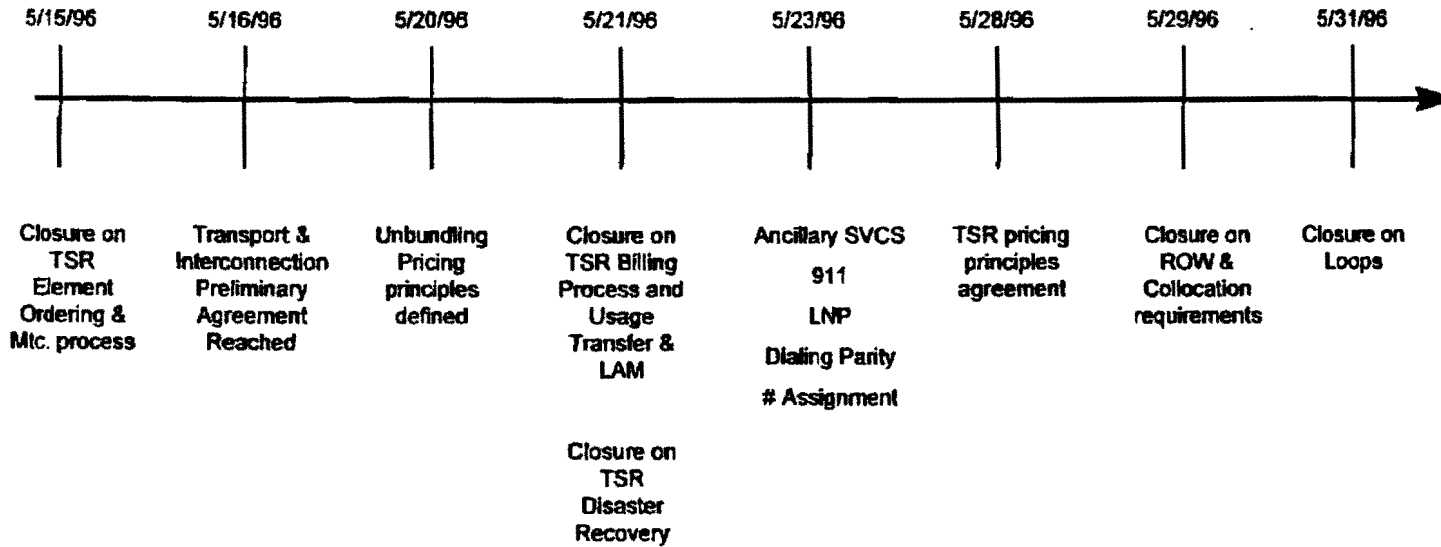 5/15/96
5/16/96
5/20/96
5/21/96
5/23/96
5/28/96
5/29/96
5/31/96
Closure on
TSR
Element
Ordering &
Mtc. process
Transport &
Interconnection
Preliminary
Agreement
Reached
Unbundling
Pricing
principles
defined
Closure on
TSR Billing
Process and
Usage
Transfer &
LAM
Closure on
TSR
Disaster
Recovery
Ancillary SVCS
911
LNP
Dialing Parity
# Assignment
TSR pricing
principles
agreement
Closure on
ROW &
Collocation
requirements
Closure on
Loops